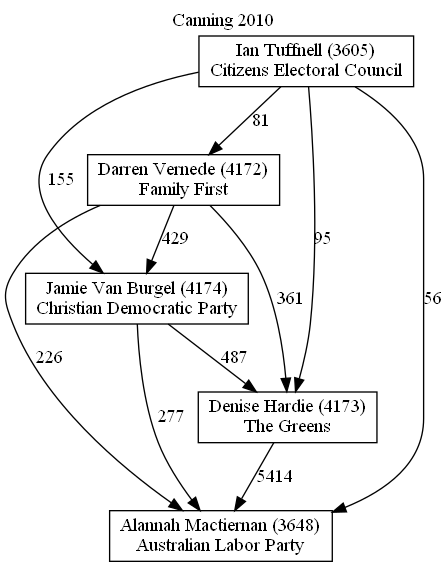 Canning 2010
Ian Tuffnell (3605)
Citizens Electoral Council
81
Darren Vernede (4172)
Family First
155
429
95
Jamie Van Burgel (4174)
Christian Democratic Party
361
56
226
487
Denise Hardie (4173)
The Greens
277
5414
Alannah Mactiernan (3648)
Australian Labor Party